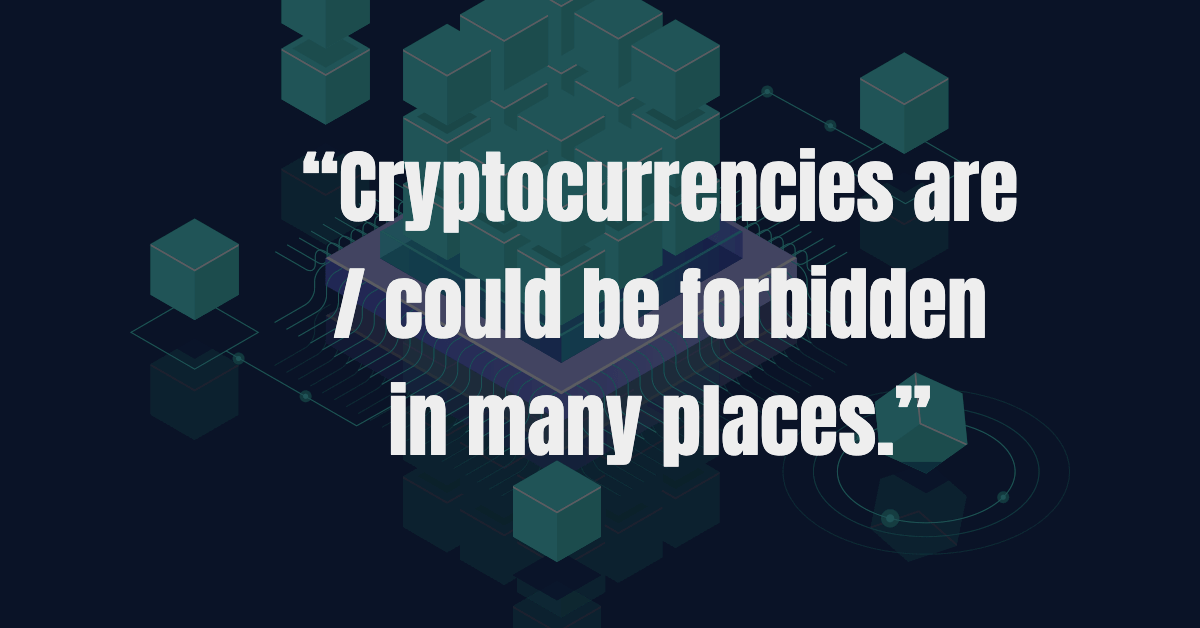 “Cryptocurrencies are
/ could be forbidden
in many places.”